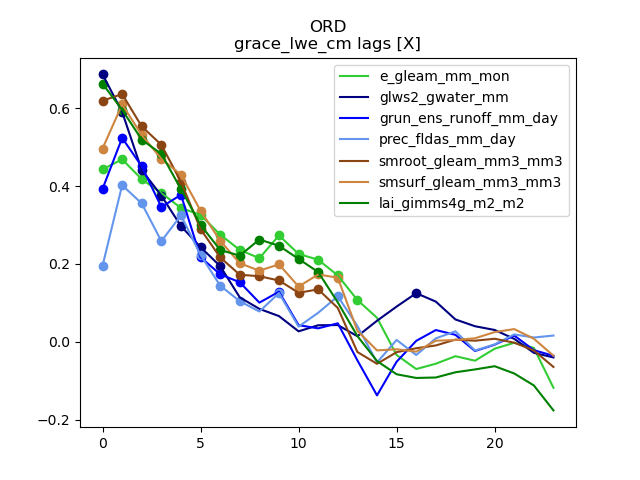 ORD
grace_lwe_cm lags [X]
e_gleam_mm_mon
glws2_gwater_mm
grun_ens_runoff_mm_day
prec_fldas_mm_day
smroot_gleam_mm3_mm3
smsurf_gleam_mm3_mm3
lai_gimms4g_m2_m2
0.6
0.4
0.2
0.0
−0.2
0
5
10
15
20